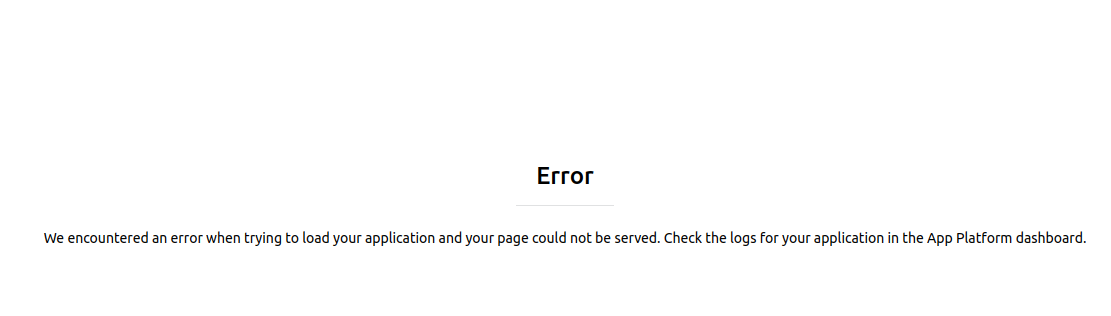 Error
We encountered an error when trying to load your application and your page could not be served. Check the logs for your application in the App Platform dashboard.